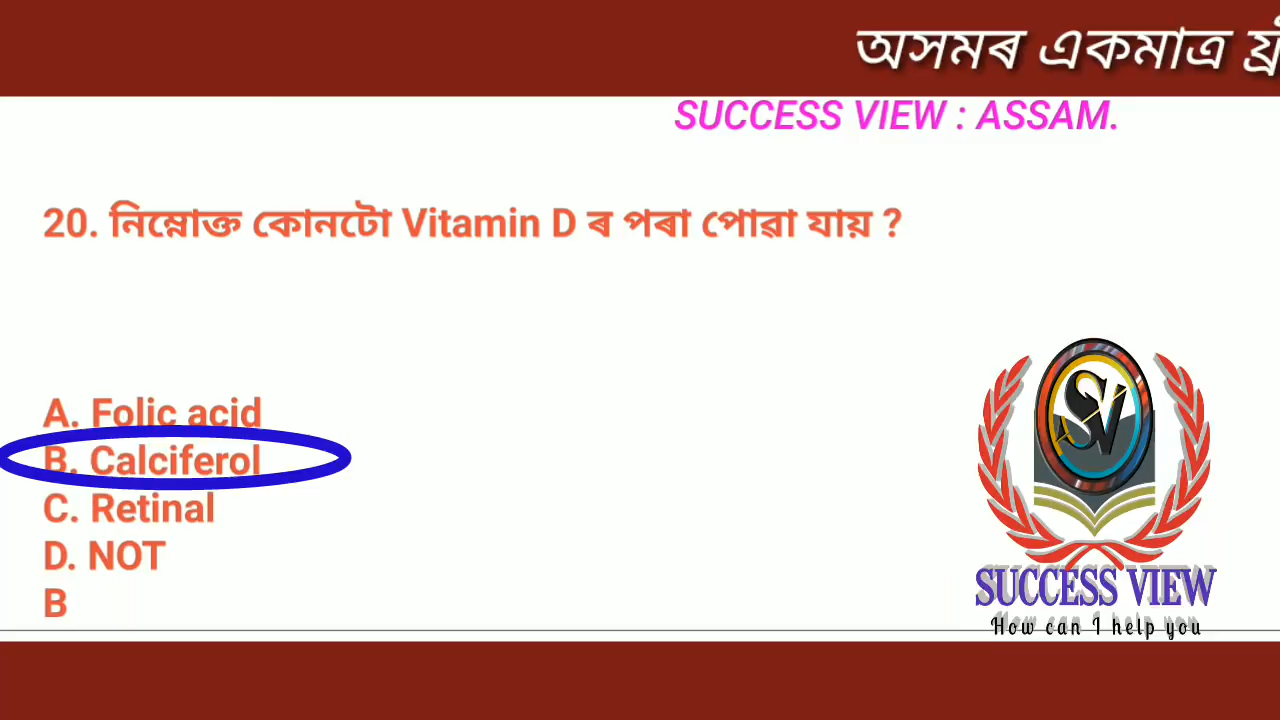 অসমৰ একমাত্ৰ
SUCCESS VIEW : ASSAM.
20. নিম্নোক্ত কোনটো Vitamin D ৰ পৰা পোৱা যায় ?
A. Folic acid
B. Calciferol
C. Retinal
D. NOT
B
SV
SUCCESS VIEW
How can I help you